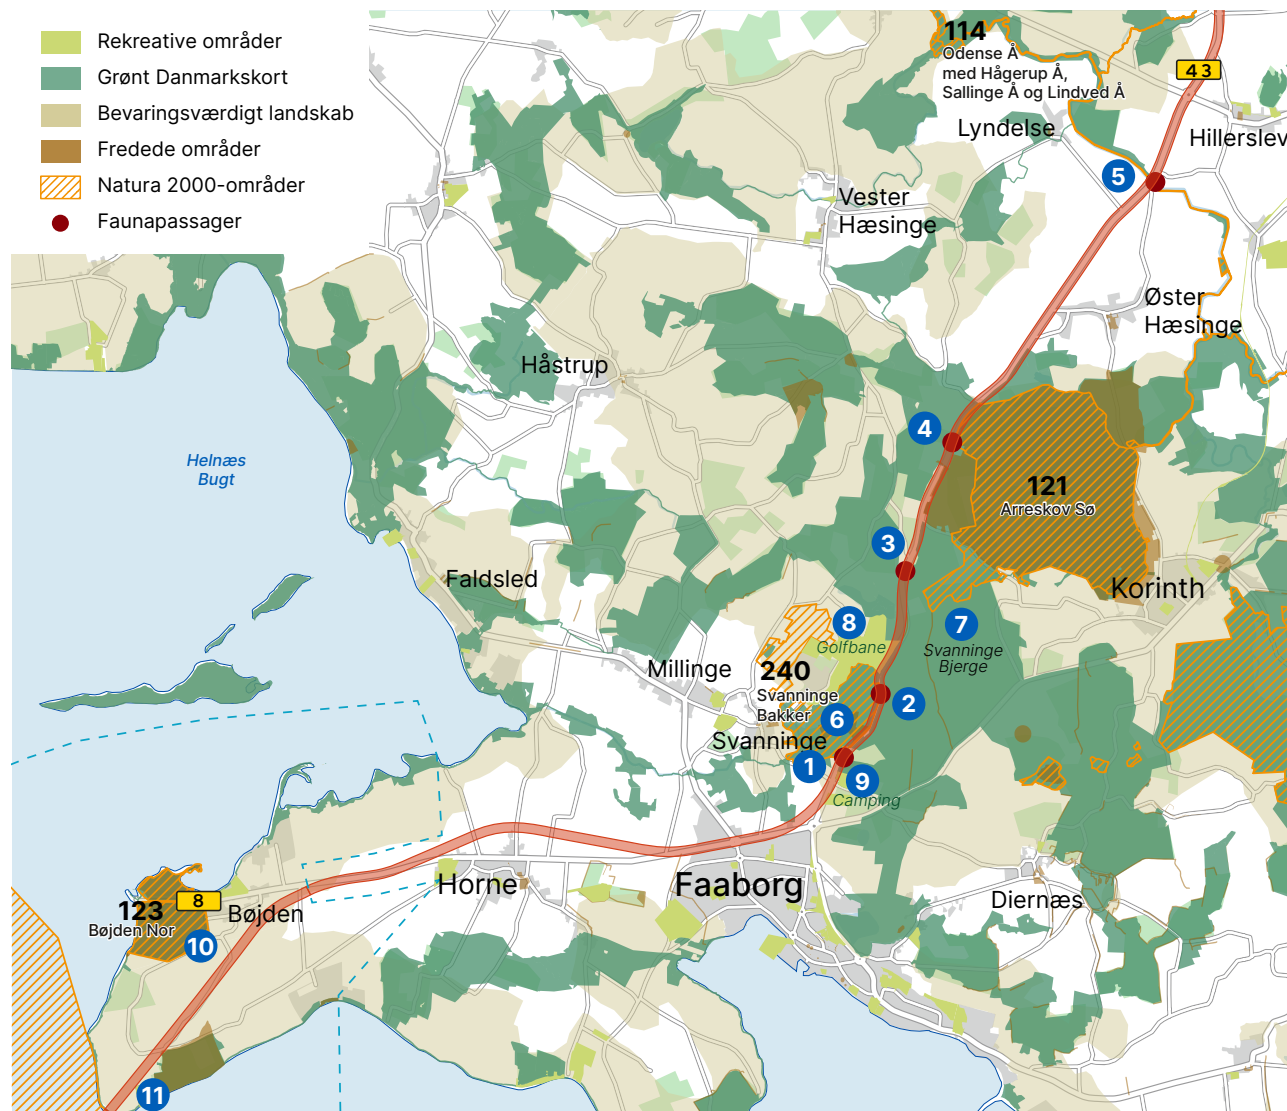 Rekreative områder
Grønt Danmarkskort
Bevaringsværdigt landskab
Fredede områder
Natura 2000-områder
Faunapassager
114
Odense Å
med Hågerup Å,
Sallinge Å og Lindved Å
43
Lyndelse
Hillerslev
5
Vester
Hæsinge
Øster
Hæsinge
Håstrup
4
Helnæs
Bugt
121
Arreskov Sø
3
Faldsled
Korinth
8
Golfbane
7
Svanninge
Bjerge
Millinge
240
Svanninge
Bakker
6
2
Svanninge
1
9
Camping
Horne
Faaborg
Diernæs
8
123
Bøjden Nor
Bøjden
10
11